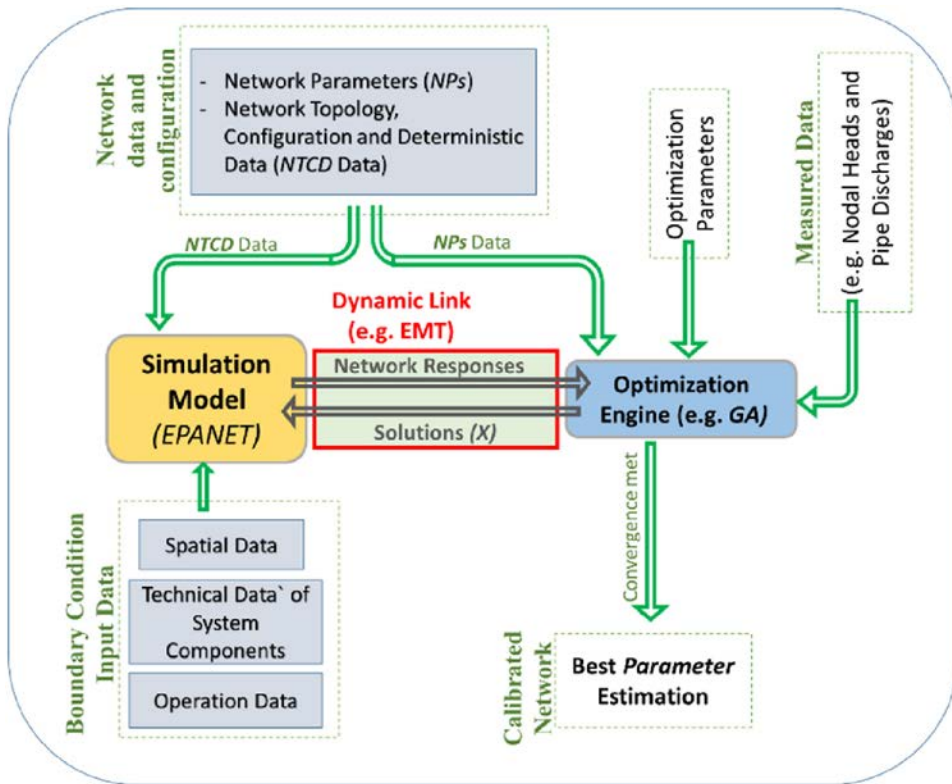 Network
data and
configuration
- Network Parameters (NPs)
- Network Topology,
Configuration and Deterministic
Data (NTCD Data)
Optimization
Parameters
Measured Data
(e.g. Nodal Heads and
Pipe Discharges)
NTCD Data
NPs Data
Dynamic Link
(e.g. EMT)
Simulation
Model
(EPANET)
Network Responses
Solutions (X)
Optimization
Engine (e.g. GA)
Boundary Condition
Input Data
Spatial Data
Technical Data` of
System
Components
Operation Data
Convergence met
Calibrated
Network
Best Parameter
Estimation